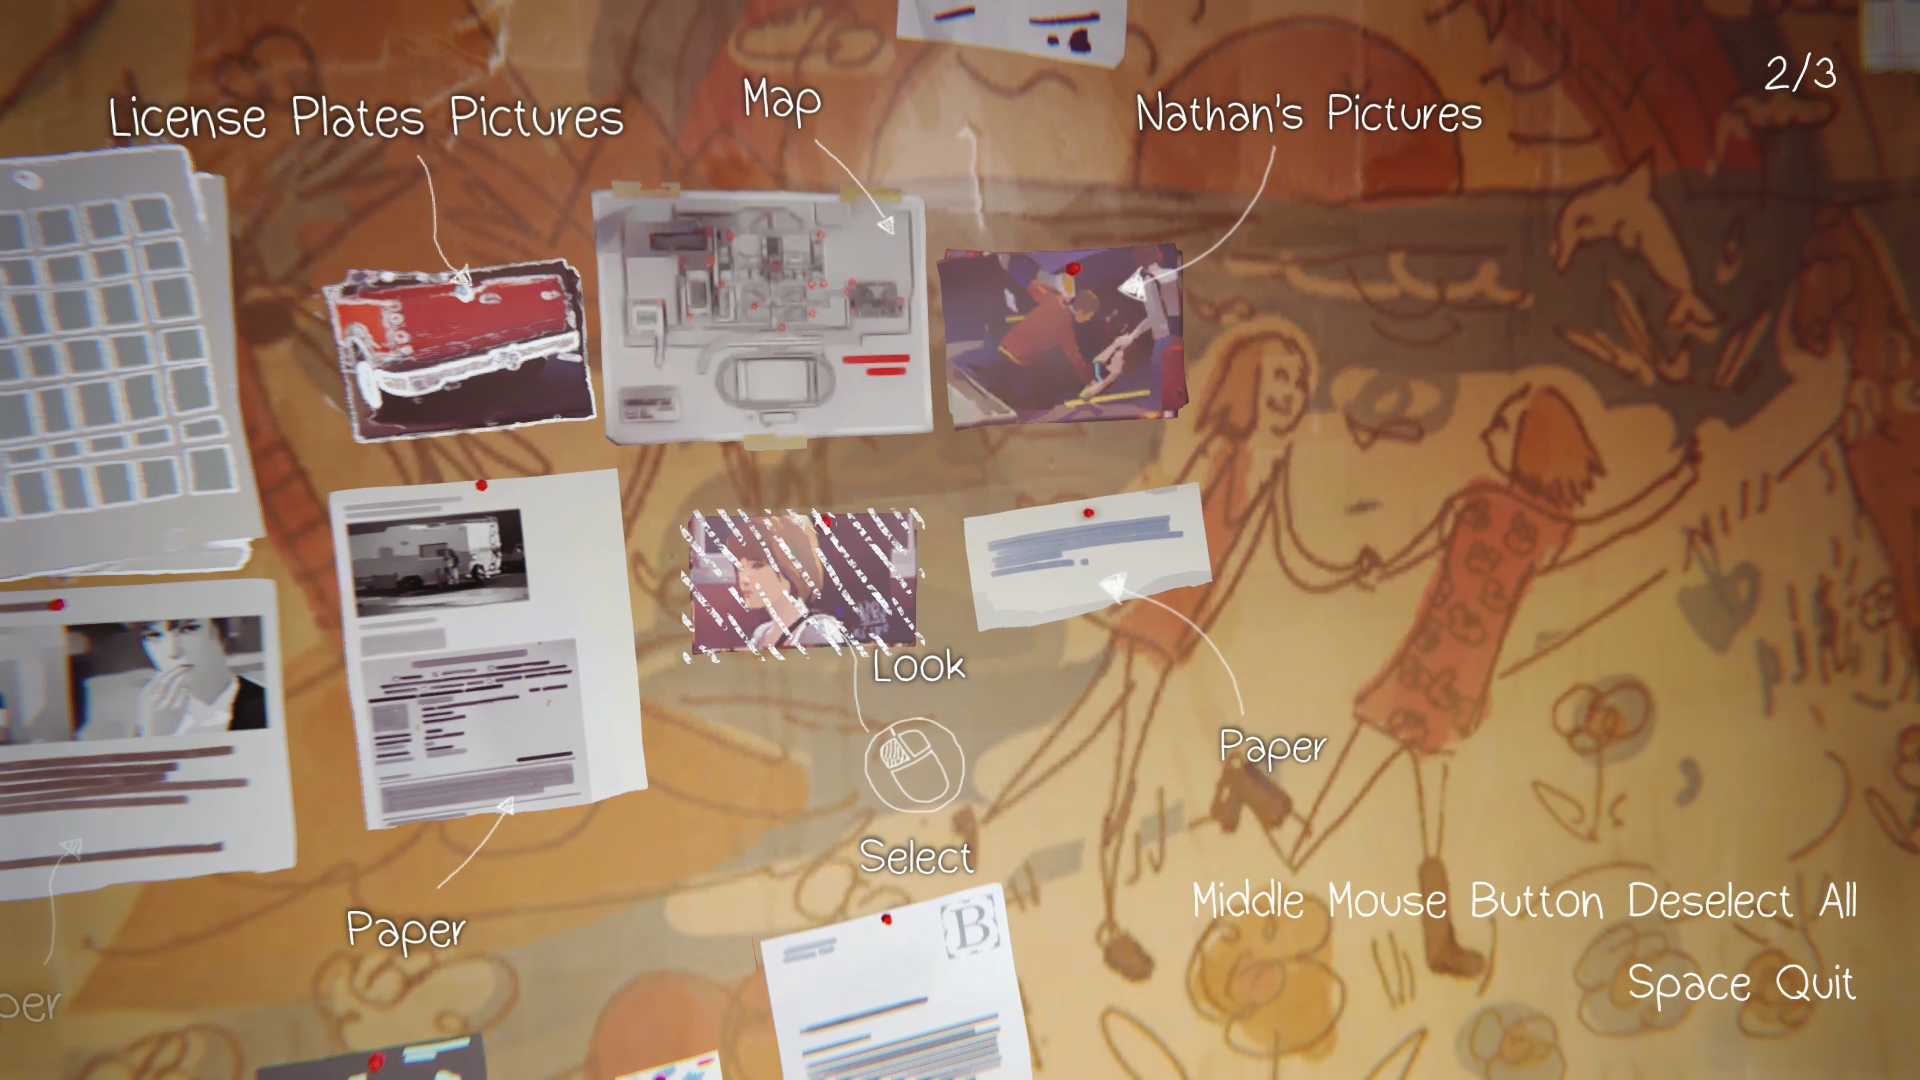 2/3
License Plates Pictures
Map
Nathan's Pictures
Look
Paper
Select
B
Paper
Middle Mouse Button Deselect All
Space Quit
per